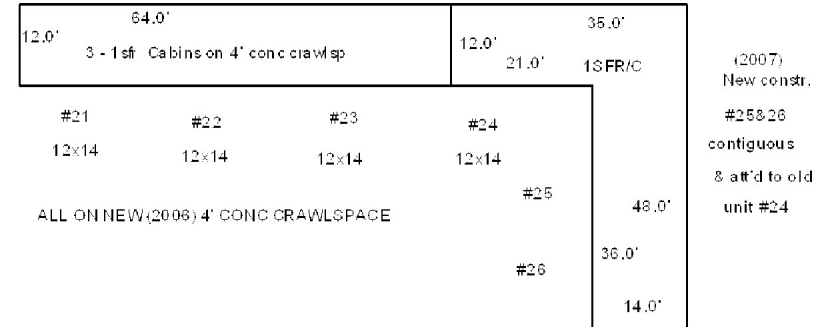 64.0'
12.0'
3 - 1sfr Cabins on 4' conc crawlsp
35.0'
12.0'
21.0'
1SFR/C
(2007)
New constr.
#25&26
contiguous
& att'd to old
unit #24
#21
#22
#23
#24
12x14
12x14
12x14
12x14
#25
ALL ON NEW (2006) 4' CONC CRAWLSPACE
48.0'
36.0'
#26
14.0'